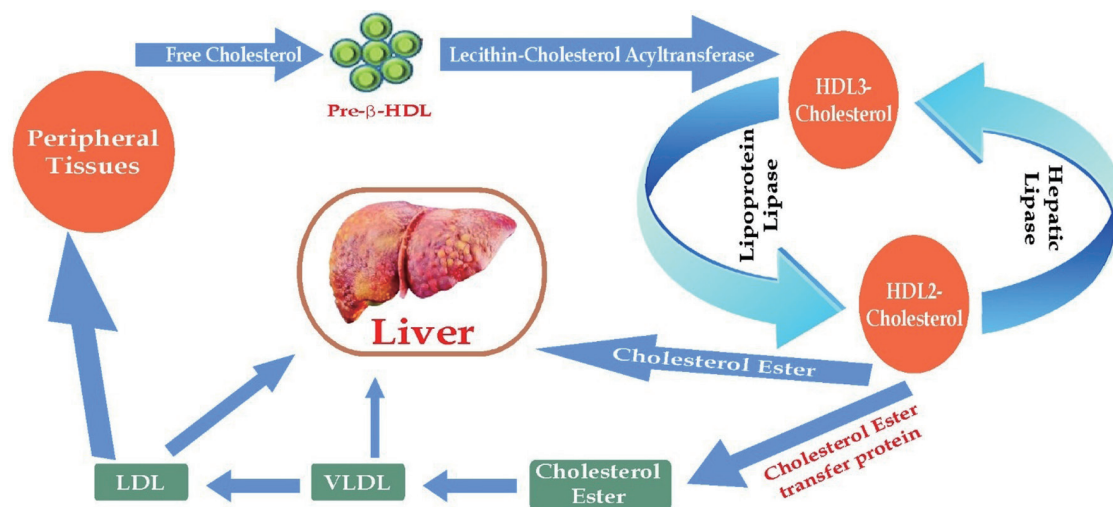 Free Cholesterol
Lecithin-Cholesterol Acyltransferase
Pre-β-HDL
HDL3-
Cholesterol
Peripheral
Tissues
Lipoprotein
Lipase
Hepatic
Lipase
HDL2-
Cholesterol
Liver
Cholesterol Ester
Cholesterol Ester
transfer protein
LDL
VLDL
Cholesterol
Ester